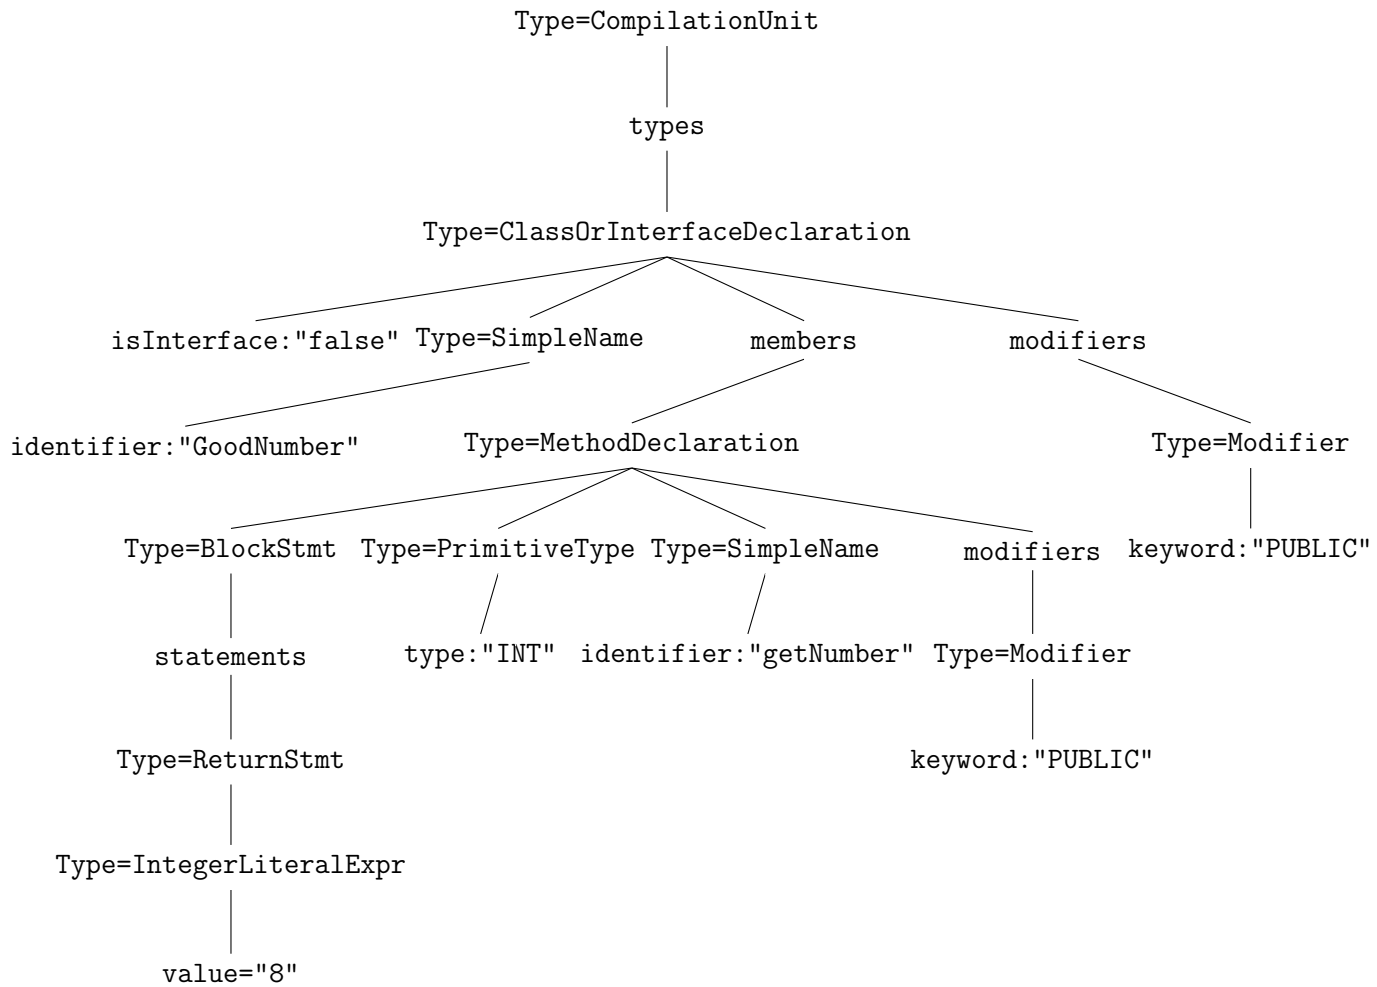 Type=CompilationUnit
types
Type=ClassOrInterfaceDeclaration
isInterface:"false" Type=SimpleName members modifiers
identifier:"GoodNumber" Type=MethodDeclaration Type=Modifier
Type=BlockStmt Type=PrimitiveType Type=SimpleName modifiers keyword:"PUBLIC"
statements type:"INT" identifier:"getNumber" Type=Modifier
Type=ReturnStmt keyword:"PUBLIC"
Type=IntegerLiteralExpr
value="8"